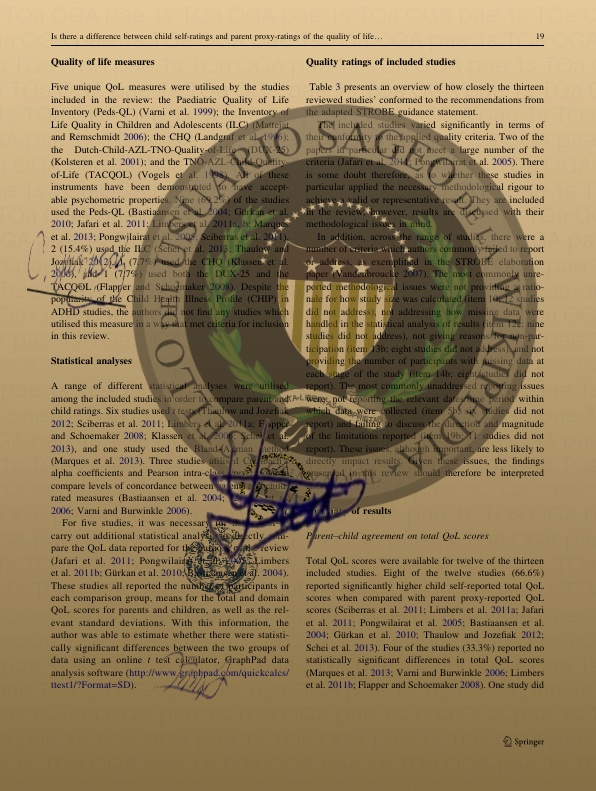 Is there a difference between child self-ratings and parent proxy-ratings of the quality of life… 19
Quality of life measures
Five unique QoL measures were utilised by the studies
included in the review: the Paediatric Quality of Life
Inventory (Peds-QL) (Varni et al. 1999); the Inventory of
Life Quality in Children and Adolescents (ILC) (Mattejat
and Remschmidt 2006); the CHQ (Landgraf et al. 1996);
the Dutch-Child-AZL-TNO-Quality-of-Life (DUX-25)
(Kolsteren et al. 2001); and the TNO-AZL-Child-Quality-
of-Life (TACQOL) (Vogels et al. 1998). All of these
instruments have been demonstrated to have accept-
able psychometric properties. Nine (69.2%) of the studies
used the Peds-QL (Bastiaansen et al. 2004; Gürkan et al.
2010; Jafari et al. 2011; Limbers et al. 2011a, b; Marques
et al. 2013; Pongwilairat et al. 2005; Sciberras et al. 2011),
2 (15.4%) used the ILC (Schei et al. 2013; Thaulow and
Jozefiak 2012), 1 (7.7%) used the CHQ (Klassen et al.
2006), and 1 (7.7%) used both the DUX-25 and the
TACQOL (Flapper and Schoemaker 2008). Despite the
popularity of the Child Health Illness Profile (CHIP) in
ADHD studies, the authors did not find any studies which
utilised this measure in a way that met criteria for inclusion
in this review.
Statistical analyses
A range of different statistical analyses were utilised
among the included studies in order to compare parent and
child ratings. Six studies used t tests (Thaulow and Jozefiak
2012; Sciberras et al. 2011; Limbers et al. 2011a; Flapper
and Schoemaker 2008; Klassen et al. 2006; Schei et al.
2013), and one study used the Bland-Altman method
(Marques et al. 2013). Three studies utilised
alpha coefficients and Pearson intra-class to
compare levels of concordance between parent and child
rated measures (Bastiaansen et al. 2004;
2006; Varni and Burwinkle 2006).
For five studies, it was necessary for the to
carry out additional statistical analysis to directly com-
pare the QoL data reported for the purpose of the review
(Jafari et al. 2011; Pongwilairat et al. 2005; Limbers
et al. 2011b; Gürkan et al. 2010; Bastiaansen et al. 2004).
These studies all reported the number of participants in
each comparison group, means for the total and domain
QoL scores for parents and children, as well as the rel-
evant standard deviations. With this information, the
author was able to estimate whether there were statisti-
cally significant differences between the two groups of
data using an online t test calculator, GraphPad data
analysis software (http://www.graphpad.com/quickcalcs/
ttest1/?Format=SD).
Quality ratings of included studies
Table 3 presents an overview of how closely the thirteen
reviewed studies' conformed to the recommendations from
the adapted STROBE guidance statement.
The included studies varied significantly in terms of
the conformity to the applied quality criteria. Two of the
papers in particular did not meet a large number of the
criteria (Jafari et al. 2011; Pongwilairat et al. 2005). There
is some doubt therefore, as to whether these studies in
particular applied the necessary methodological rigour to
achieve a valid or representative result. They are included
in the review, however, results are discussed with their
methodological issues in mind.
In addition, across the range of studies, there were a
number of criteria which authors commonly failed to report
or address as exemplified in the STROBE elaboration
paper (Vandenbroucke 2007). The most commonly unre-
ported methodological issues were not providing a ratio-
nale for how study size was calculated (item 10; 12 studies
did not address), not addressing how missing data were
handled in the statistical analysis of results (item 12c; nine
studies did not address), not giving reasons for non-par-
ticipation (item 13b; eight studies did not address) and not
providing the number of participants with missing data at
each stage of the study (item 14b; eight studies did not
report). The most commonly unaddressed reporting issues
were, not reporting the relevant dates/time period within
which data were collected (item 5b; six studies did not
report) and failing to discuss the direction and magnitude
of the limitations reported (item 19b; studies did not
report). These issues, although important, are less likely to
directly impact results. Given these issues, the findings
presented in this review should therefore be interpreted
of results
Parent–child agreement on total QoL scores
Total QoL scores were available for twelve of the thirteen
included studies. Eight of the twelve studies (66.6%)
reported significantly higher child self-reported total QoL
scores when compared with parent proxy-reported QoL
scores (Sciberras et al. 2011; Limbers et al. 2011a; Jafari
et al. 2011; Pongwilairat et al. 2005; Bastiaansen et al.
2004; Gürkan et al. 2010; Thaulow and Jozefiak 2012;
Schei et al. 2013). Four of the studies (33.3%) reported no
statistically significant differences in total QoL scores
(Marques et al. 2013; Varni and Burwinkle 2006; Limbers
et al. 2011b; Flapper and Schoemaker 2008). One study did
Springer